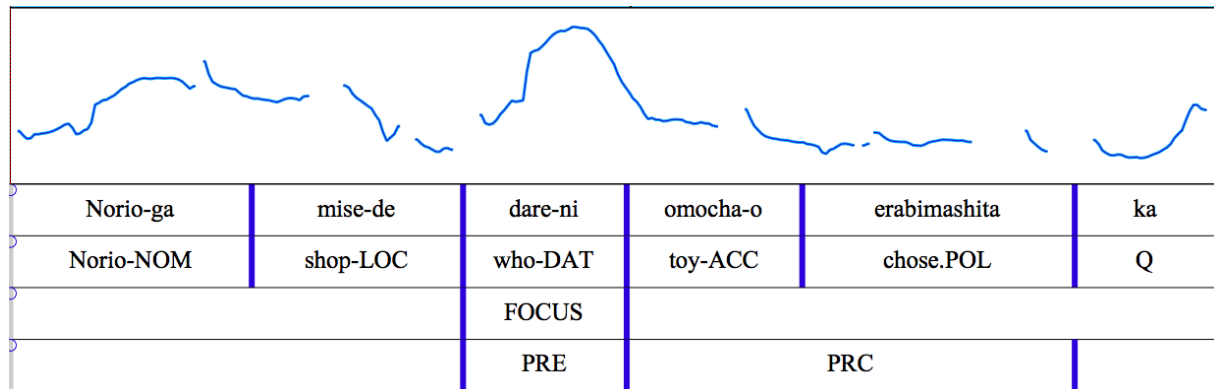 Norio-ga mise-de dare-ni omocha-o erabimashita ka
Norio-NOM shop-LOC who-DAT toy-ACC chose.POL Q
FOCUS
PRE PRC